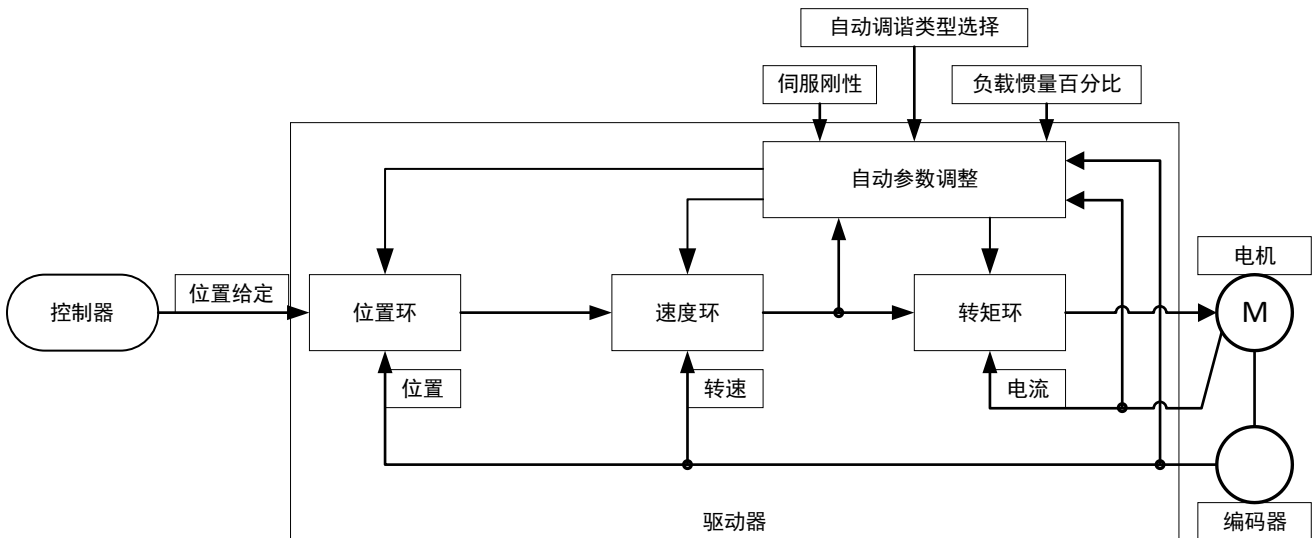 自动调谐类型选择
伺服刚性
负载惯量百分比
自动参数调整
电机
位置给定
控制器
位置环
速度环
转矩环
M
位置
转速
电流
驱动器
编码器